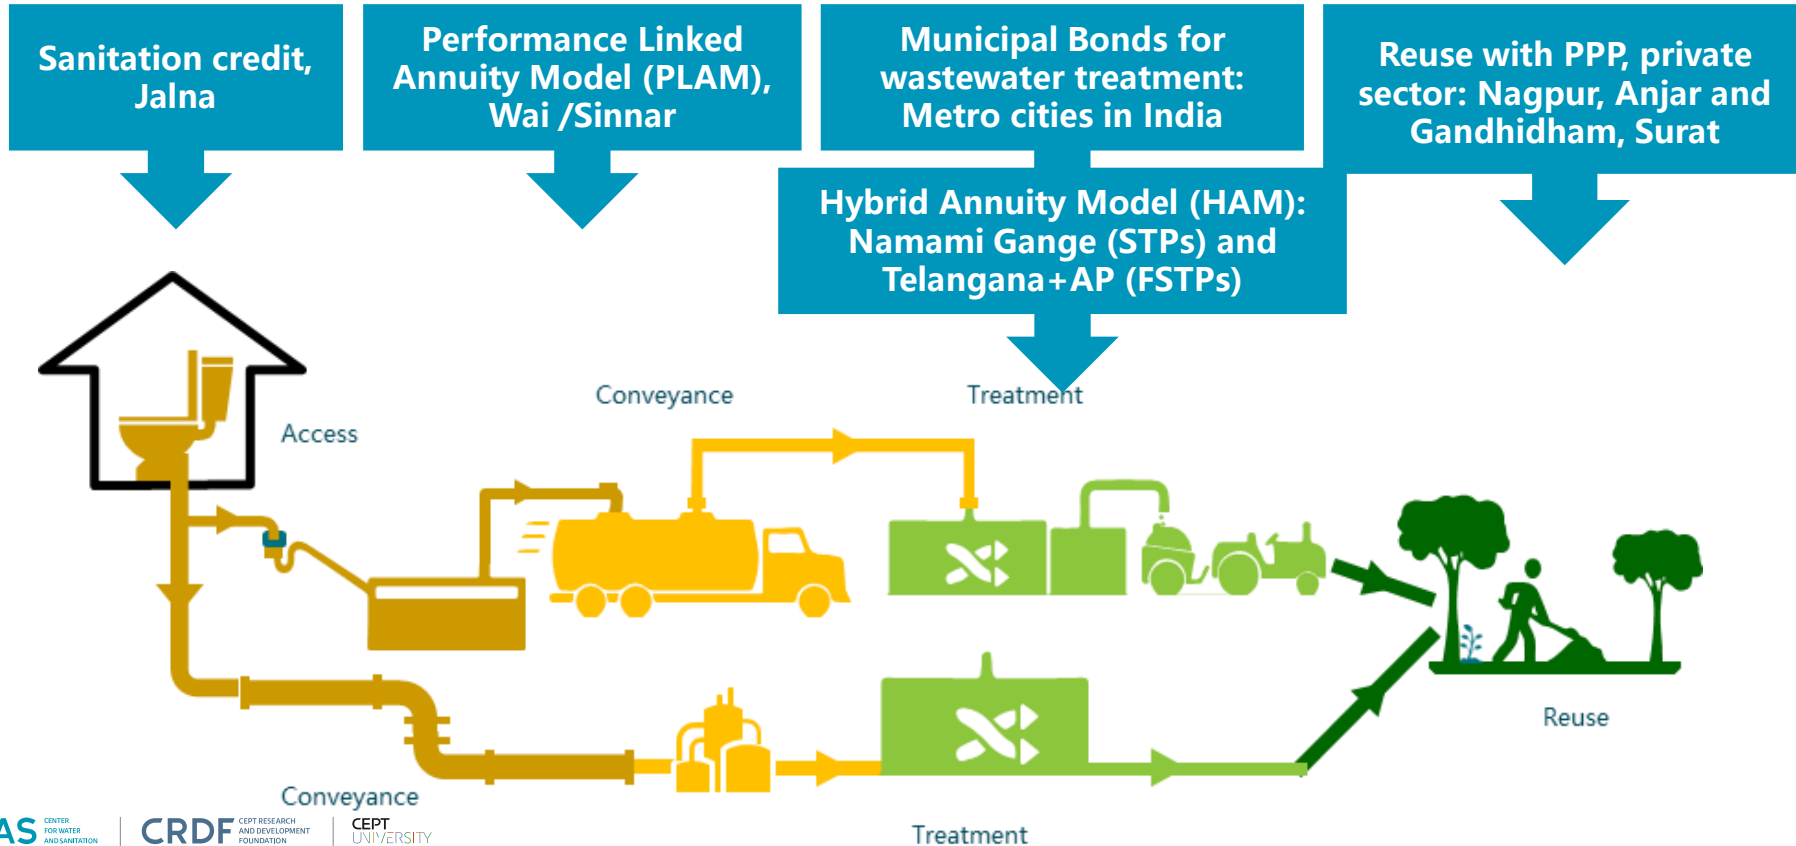 Sanitation credit,
Jalna
Performance Linked
Annuity Model (PLAM),
Wai /Sinnar
Municipal Bonds for
wastewater treatment:
Metro cities in India
Reuse with PPP, private
sector: Nagpur, Anjar and
Gandhidham, Surat
Hybrid Annuity Model (HAM):
Namami Gange (STPs) and
Telangana+AP (FSTPs)
Conveyance
Treatment
Access
Reuse
Conveyance
Treatment
AS
CENTER
FOR WATER
AND SANITATION
CRDF
CEPT RESEARCH
AND DEVELOPMENT
FOUNDATION
CEPT
UNIVERSITY